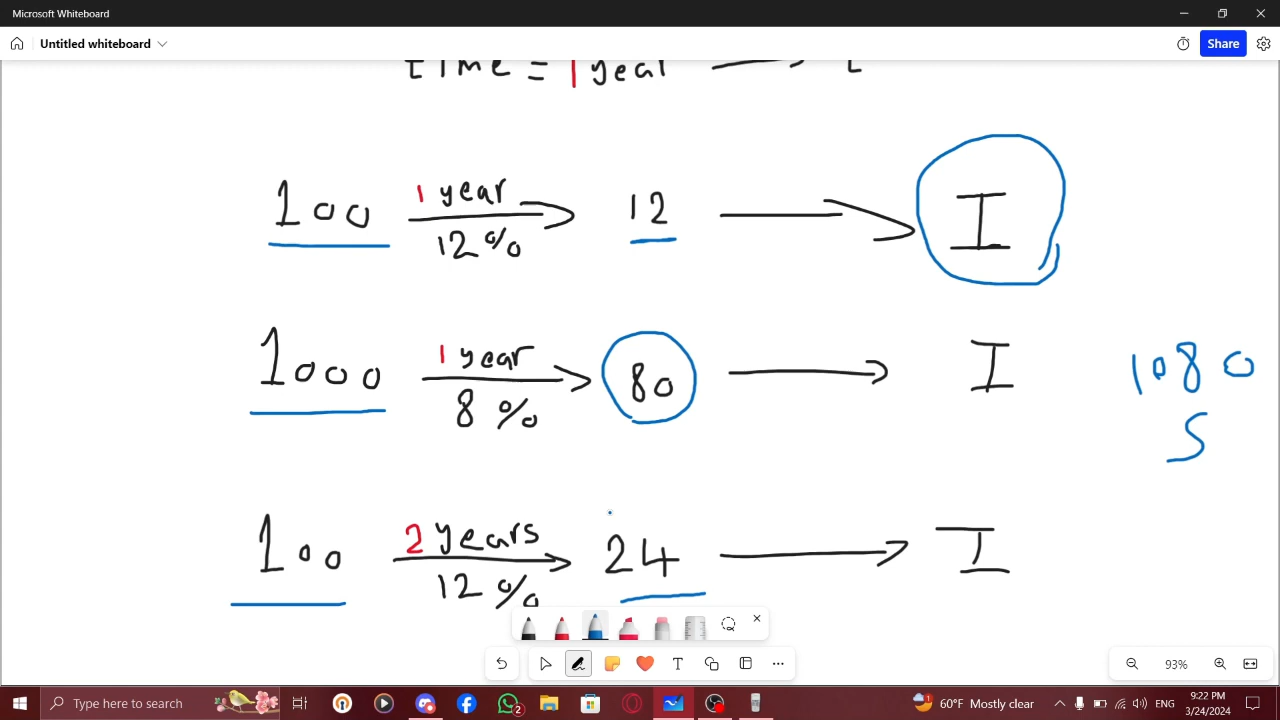 Microsoft Whiteboard
Untitled whiteboard
Share
time = 1 year
100 1 year 12% 12 I
1000 1 year 8 % 80 I 1080
S
100 2 years 12 % 24 I
93%
Type here to search
2
1
60°F Mostly clear
ENG
9:22 PM
3/24/2024